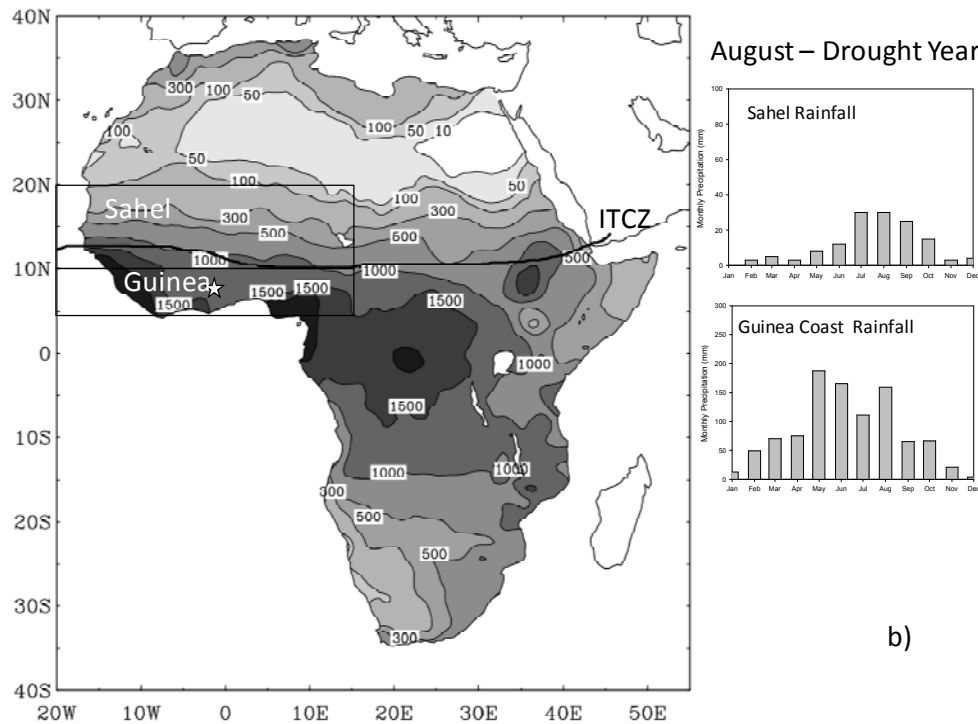 August – Drought Year
40N
30N
20N
10N
0
10S
20S
30S
40S
20W 10W 0 10E 20E 30E 40E 50E
300 100 50
100 50 10
100
50
50
100
100
300
300
500
500
1000
1000
500
1500
1500
1500
1500
1000
1500
1000
1000
300
500
500
300
Sahel
Guinea
ITCZ
Sahel Rainfall
Monthly Precipitation (mm)
100
80
60
40
20
0
Jan Feb Mar Apr May Jun Jul Aug Sep Oct Nov Dec
Guinea Coast Rainfall
Monthly Precipitation (mm)
300
250
200
150
100
50
0
Jan Feb Mar Apr May Jun Jul Aug Sep Oct Nov Dec
b)